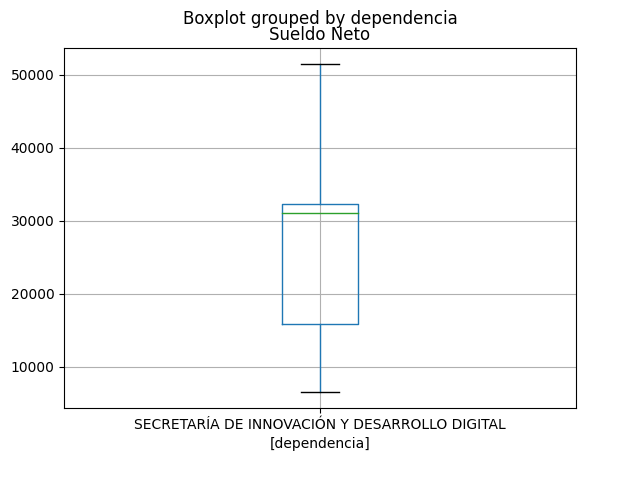 Boxplot grouped by dependencia
Sueldo Neto
50000
40000
30000
20000
10000
SECRETARÍA DE INNOVACIÓN Y DESARROLLO DIGITAL
[dependencia]